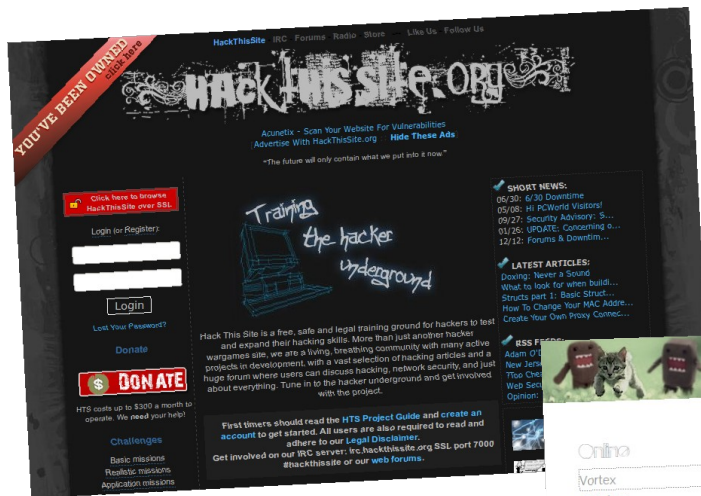 HackThisSite IRC Forums Radio Store — Like Us Follow Us
YOU'VE BEEN OWNED
click here
HackThisSite.org
Acunetix - Scan Your Website For Vulnerabilities
Advertise With HackThisSite.org :: Hide These Ads
"The future will only contain what we put into it now."
Click here to browse
HackThisSite over SSL
Login (or Register):
Login
Lost Your Password?
Donate
DONATE
HTS costs up to $300 a month to
operate. We need your help!
Challenges
Basic missions
Realistic missions
Application missions
Training
the hacker
underground
Hack This Site is a free, safe and legal training ground for hackers to test
and expand their hacking skills. More than just another hacker
wargames site, we are a living, breathing community with many active
projects in development, with a vast selection of hacking articles and a
huge forum where users can discuss hacking, network security, and just
about everything. Tune in to the hacker underground and get involved
with the project.
First timers should read the HTS Project Guide and create an
account to get started. All users are also required to read and
adhere to our Legal Disclaimer.
Get involved on our IRC server: irc.hackthissite.org SSL port 7000
#hackthissite or our web forums.
SHORT NEWS:
06/30: 6/30 Downtime
05/08: Hi PCWorld Visitors!
09/27: Security Advisory: S...
01/26: UPDATE: Concerning o...
12/12: Forums & Downtim...
LATEST ARTICLES:
Doxing: Never a Sound
What to look for when buildi...
Structs part 1: Basic Struct...
How To Change Your MAC Addre...
Create Your Own Proxy Connec...
RSS FEEDS:
Adam O'D
New Jerse
Web Secu
Opinion:
Online
Vortex